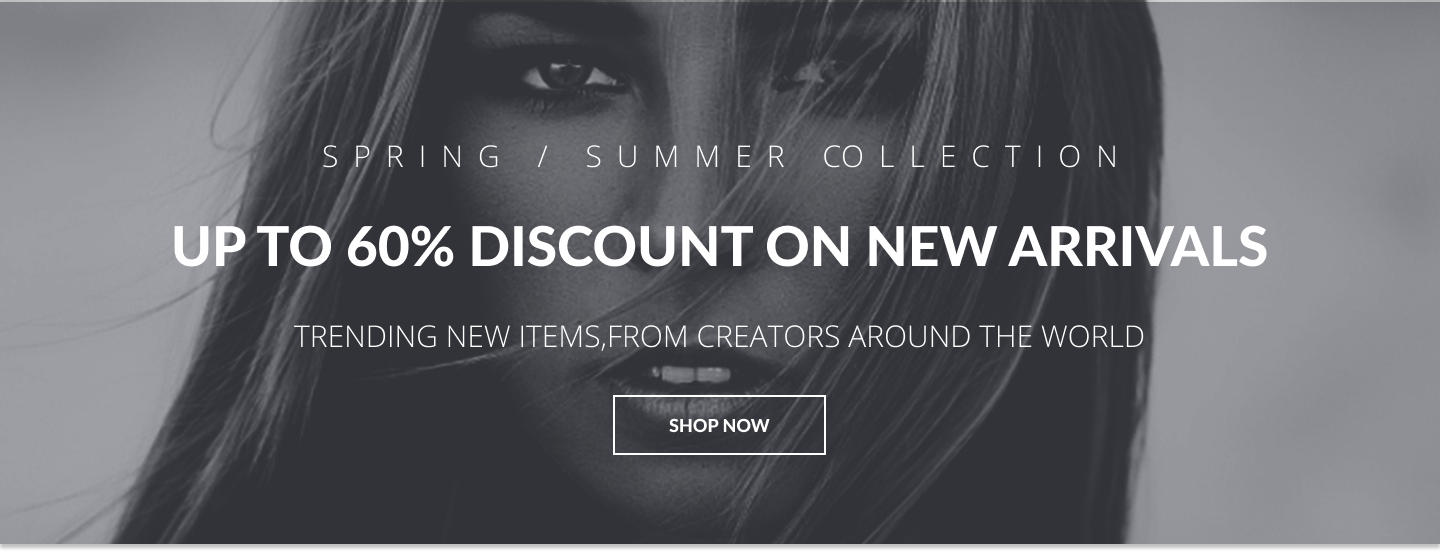 SPRING / SUMMER COLLECTION
UP TO 60% DISCOUNT ON NEW ARRIVALS
TRENDING NEW ITEMS,FROM CREATORS AROUND THE WORLD
SHOP NOW